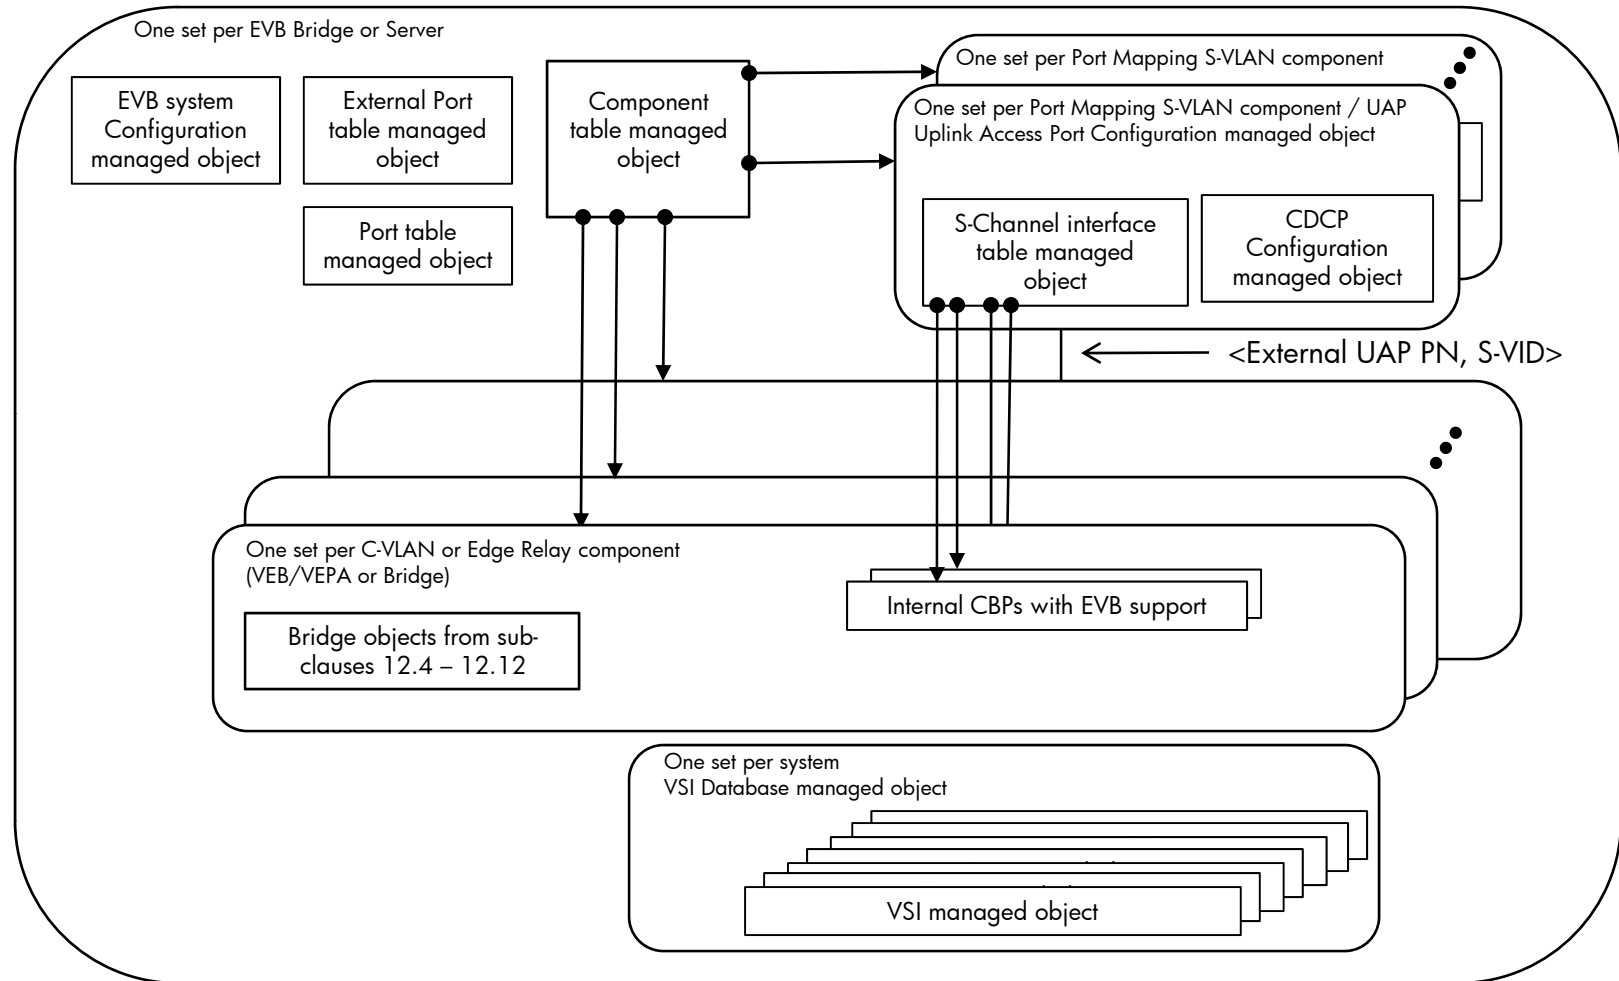 One set per EVB Bridge or Server
EVB system
Configuration
managed object
External Port
table managed
object
Port table
managed object
Component
table managed
object
One set per Port Mapping S-VLAN component
One set per Port Mapping S-VLAN component / UAP
Uplink Access Port Configuration managed object
S-Channel interface
table managed
object
CDCP
Configuration
managed object
<External UAP PN, S-VID>
One set per C-VLAN or Edge Relay component
(VEB/VEPA or Bridge)
Internal CBPs with EVB support
Bridge objects from sub-
clauses 12.4 – 12.12
One set per system
VSI Database managed object
VSI managed object